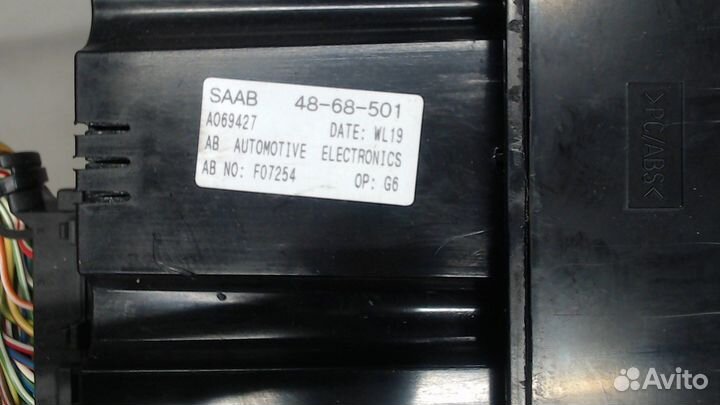 SAAB 48-68-501
A069427 DATE: WL19
AB AUTOMOTIVE ELECTRONICS
AB NO: F07254 OP: G6
>PC/ABS<
Avito